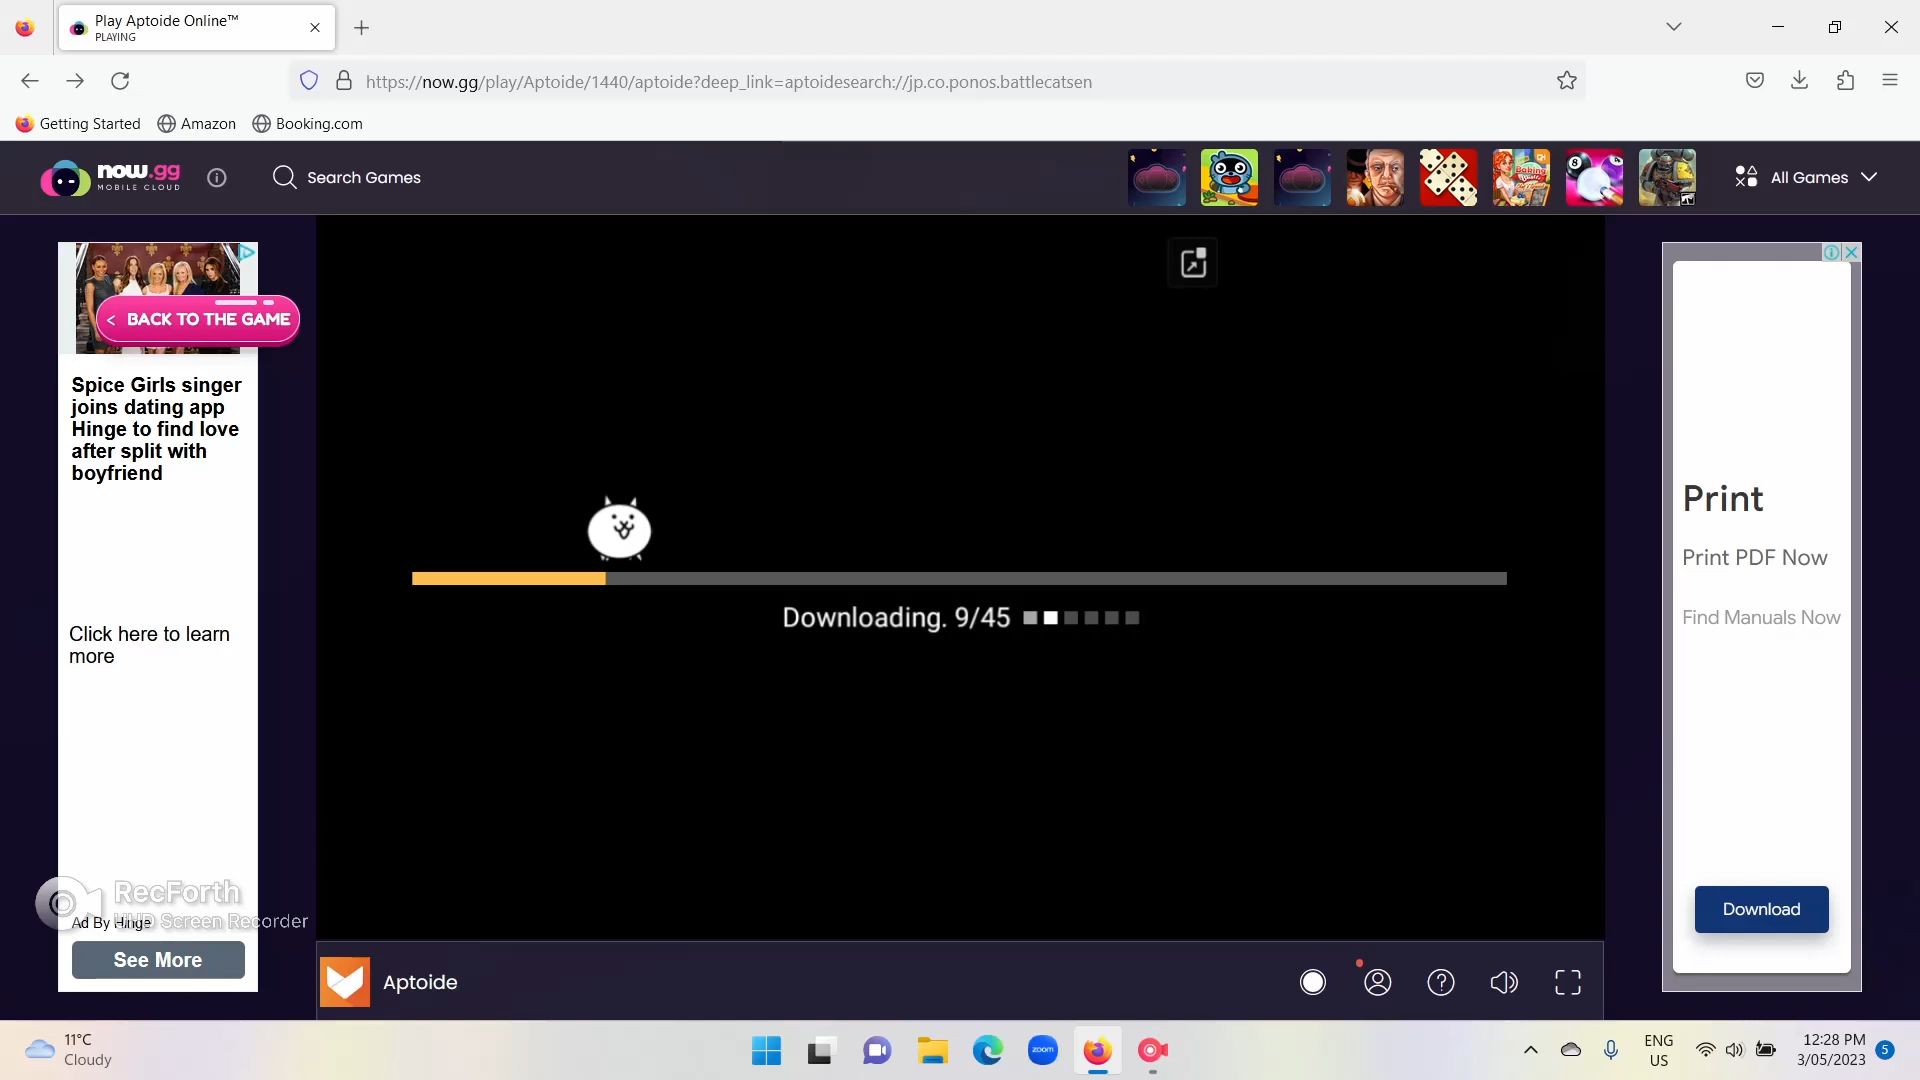 Play Aptoide Online™
PLAYING
https://now.gg/play/Aptoide/1440/aptoide?deep_link=aptoidesearch://jp.co.ponos.battlecatsen
Getting Started
Amazon
Booking.com
now.gg
MOBILE CLOUD
Search Games
All Games
< BACK TO THE GAME
Spice Girls singer
joins dating app
Hinge to find love
after split with
boyfriend
Click here to learn
more
RecForth
UHD Screen Recorder
Ad By Hinge
See More
Downloading. 9/45
Aptoide
Print
Print PDF Now
Find Manuals Now
Download
11°C
Cloudy
zoom
ENG
US
12:28 PM
3/05/2023
5